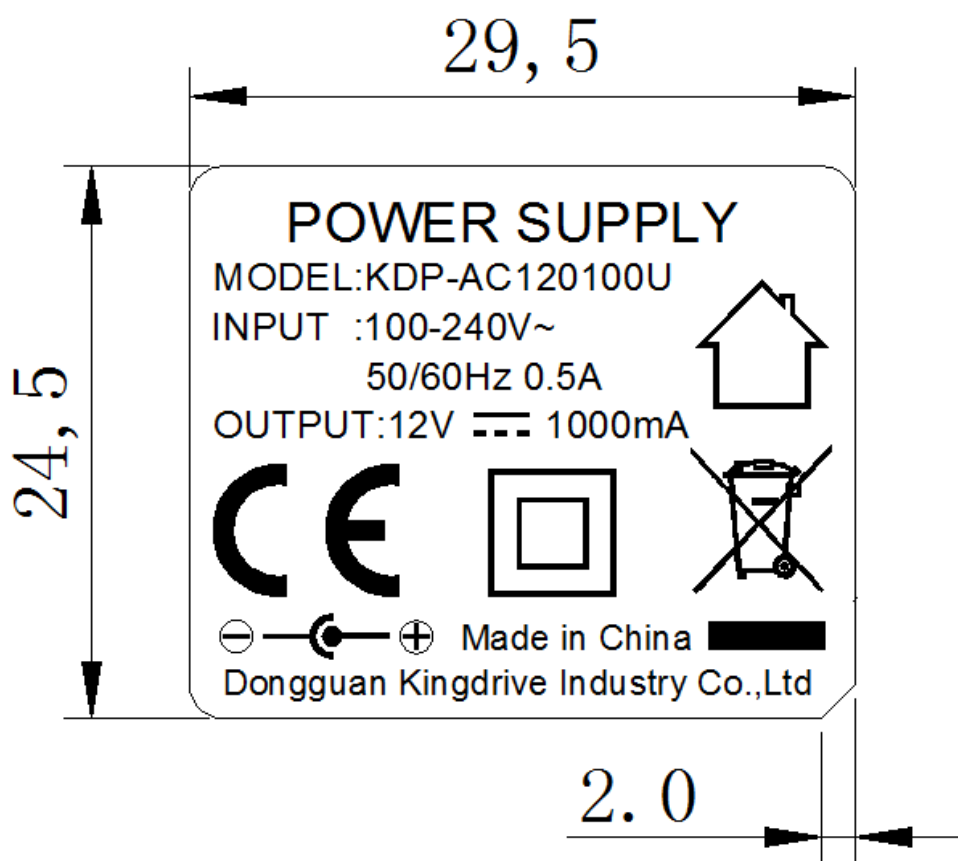 29,5
24,5
POWER SUPPLY
MODEL:KDP-AC120100U
INPUT :100-240V~
50/60Hz 0.5A
OUTPUT:12V ⎓ 1000mA
CE
Made in China
Dongguan Kingdrive Industry Co.,Ltd
2.0